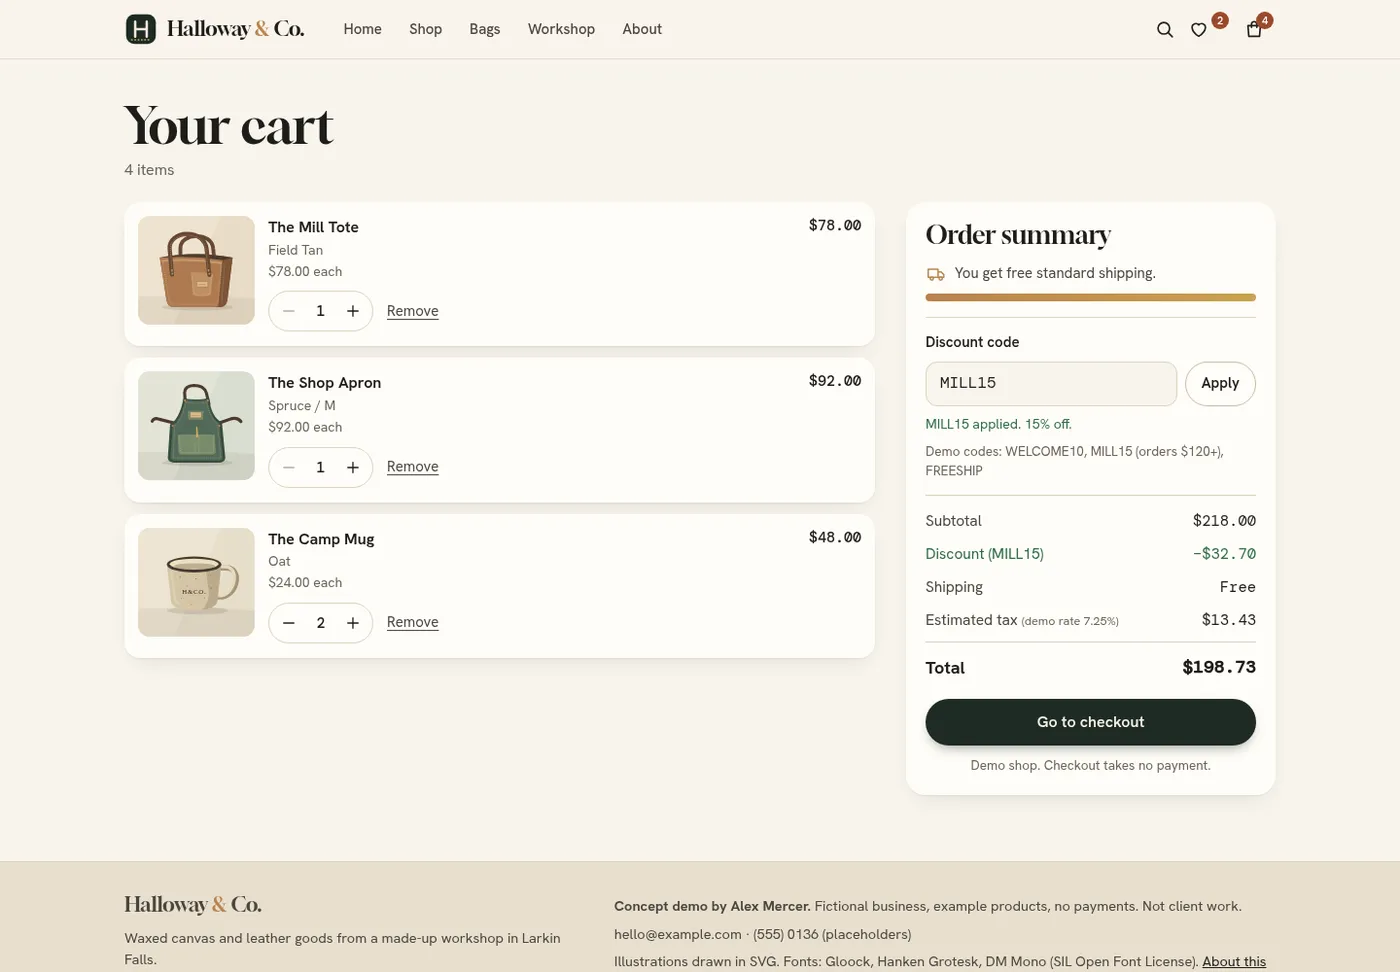 H Halloway & Co. Home Shop Bags Workshop About 2 4
Your cart
4 items
The Mill Tote $78.00
Field Tan
$78.00 each
1 Remove
The Shop Apron $92.00
Spruce / M
$92.00 each
1 Remove
H&CO.
The Camp Mug $48.00
Oat
$24.00 each
2 Remove
Order summary
You get free standard shipping.
Discount code
MILL15 Apply
MILL15 applied. 15% off.
Demo codes: WELCOME10, MILL15 (orders $120+),
FREESHIP
Subtotal $218.00
Discount (MILL15) −$32.70
Shipping Free
Estimated tax (demo rate 7.25%) $13.43
Total $198.73
Go to checkout
Demo shop. Checkout takes no payment.
Halloway & Co.
Waxed canvas and leather goods from a made-up workshop in Larkin
Falls.
Concept demo by Alex Mercer. Fictional business, example products, no payments. Not client work.
hello@example.com · (555) 0136 (placeholders)
Illustrations drawn in SVG. Fonts: Gloock, Hanken Grotesk, DM Mono (SIL Open Font License). About this